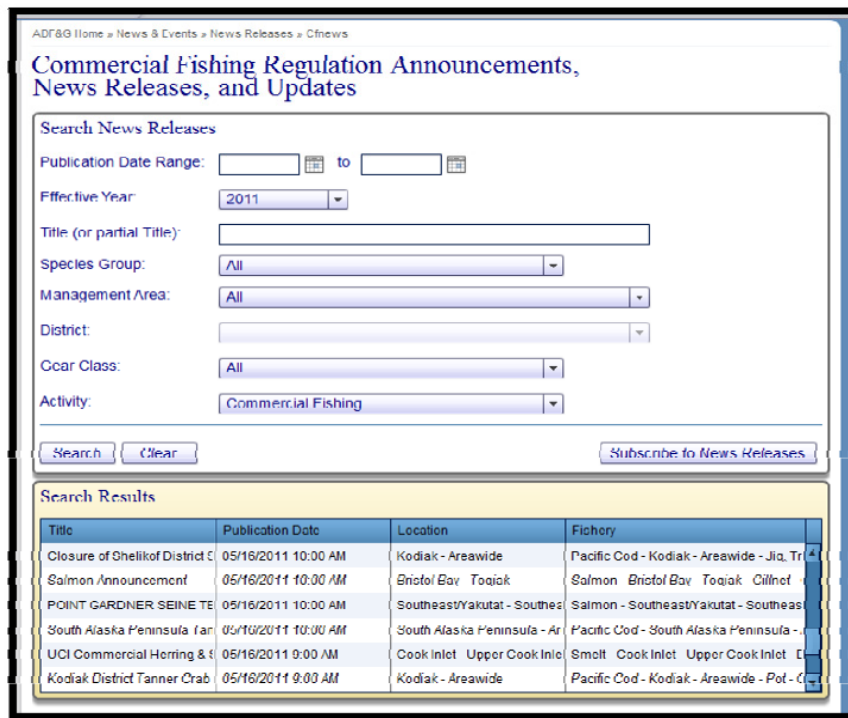 ADF&G Home » News & Events » News Releases » Cfnews
Commercial Fishing Regulation Announcements,
News Releases, and Updates
Search News Releases
Publication Date Range: to
Effective Year: 2011
Title (or partial Title):
Species Group: All
Management Area: All
District:
Gear Class: All
Activity: Commercial Fishing
Search Clear Subscribe to News Releases
Search Results
Title Publication Date Location Fishery
Closure of Shelikof District 05/16/2011 10:00 AM Kodiak - Areawide Pacific Cod - Kodiak - Areawide - Jig,
Salmon Announcement 05/16/2011 10:00 AM Bristol Bay Togiak Salmon Bristol Bay Togiak Gillnet
POINT GARDNER SEINE TE 05/16/2011 10:00 AM Southeast/Yakutat - Southeas Salmon - Southeast/Yakutat - Southeast
South Alaska Peninsula Tan 05/16/2011 10:00 AM South Alaska Peninsula - Ar Pacific Cod - South Alaska Peninsula -
UCI Commercial Herring & 05/16/2011 9:00 AM Cook Inlet Upper Cook Inle Smelt Cook Inlet Upper Cook Inlet
Kodiak District Tanner Crab 05/16/2011 9:00 AM Kodiak - Areawide Pacific Cod - Kodiak - Areawide - Pot -